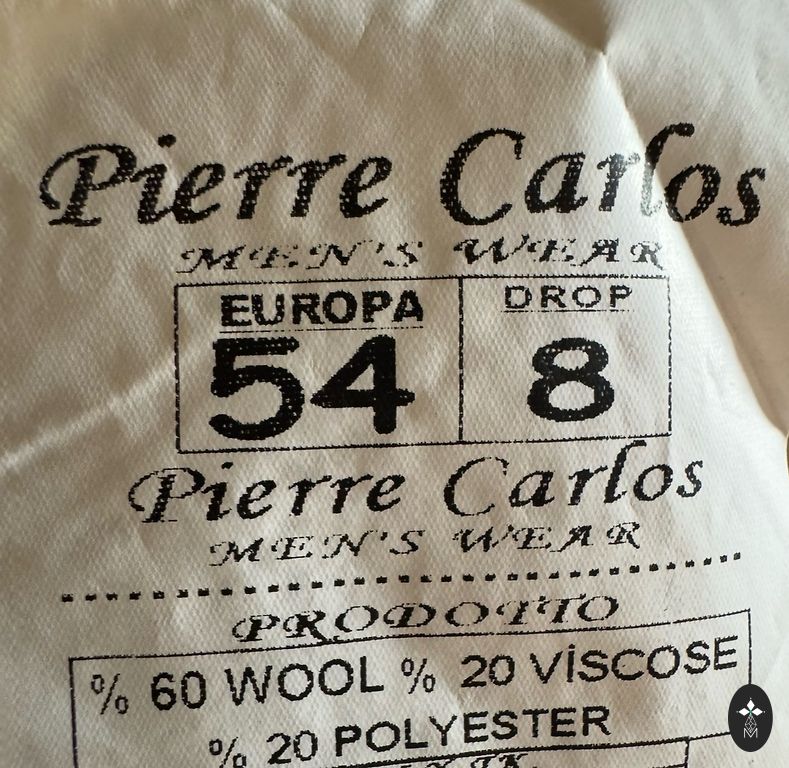 Pierre Carlos
MEN'S WEAR
EUROPA DROP
54 8
Pierre Carlos
MEN'S WEAR
PRODOTTO
% 60 WOOL % 20 VİSCOSE
% 20 POLYESTER
M